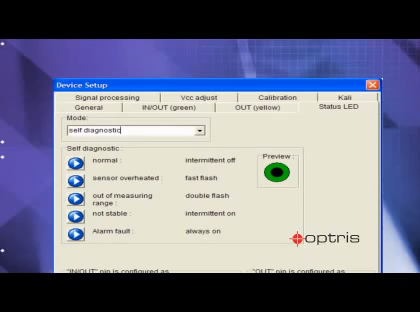 Device Setup
Signal processing Vcc adjust Calibration Kali
General IN/OUT (green) OUT (yellow) Status LED
Mode:
self diagnostic
Self diagnostic :
Preview :
normal : intermittent off
sensor overheated : fast flash
out of measuring range : double flash
not stable : intermittent on
Alarm fault : always on
optris
"IN/OUT" pin is configured as "OUT" pin is configured as